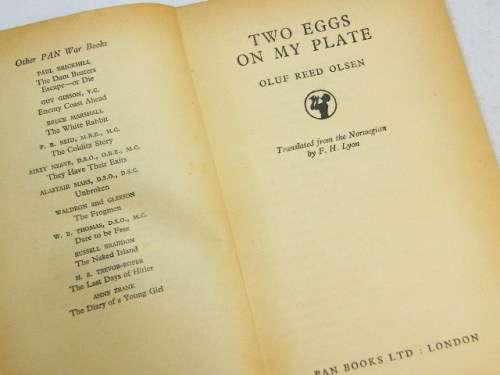 Other PAN War Books
PAUL BRICKHILL
The Dam Busters
Escape—or Die
GUY GIBSON, V.C.
Enemy Coast Ahead
BRUCE MARSHALL
The White Rabbit
P. R. REID, M.B.E., M.C.
The Colditz Story
AIREY NEAVE, D.S.O., O.B.E., M.C.
They Have Their Exits
ALASTAIR MARS, D.S.O., D.S.C.
Unbroken
WALDRON and GLEESON
The Frogmen
W. B. THOMAS, D.S.O., M.C.
Dare to be Free
RUSSELL BRADDON
The Naked Island
H. R. TREVOR-ROPER
The Last Days of Hitler
ANNE FRANK
The Diary of a Young Girl
TWO EGGS
ON MY PLATE
OLUF REED OLSEN
Translated from the Norwegian
by F. H. Lyon
PAN BOOKS LTD : LONDON